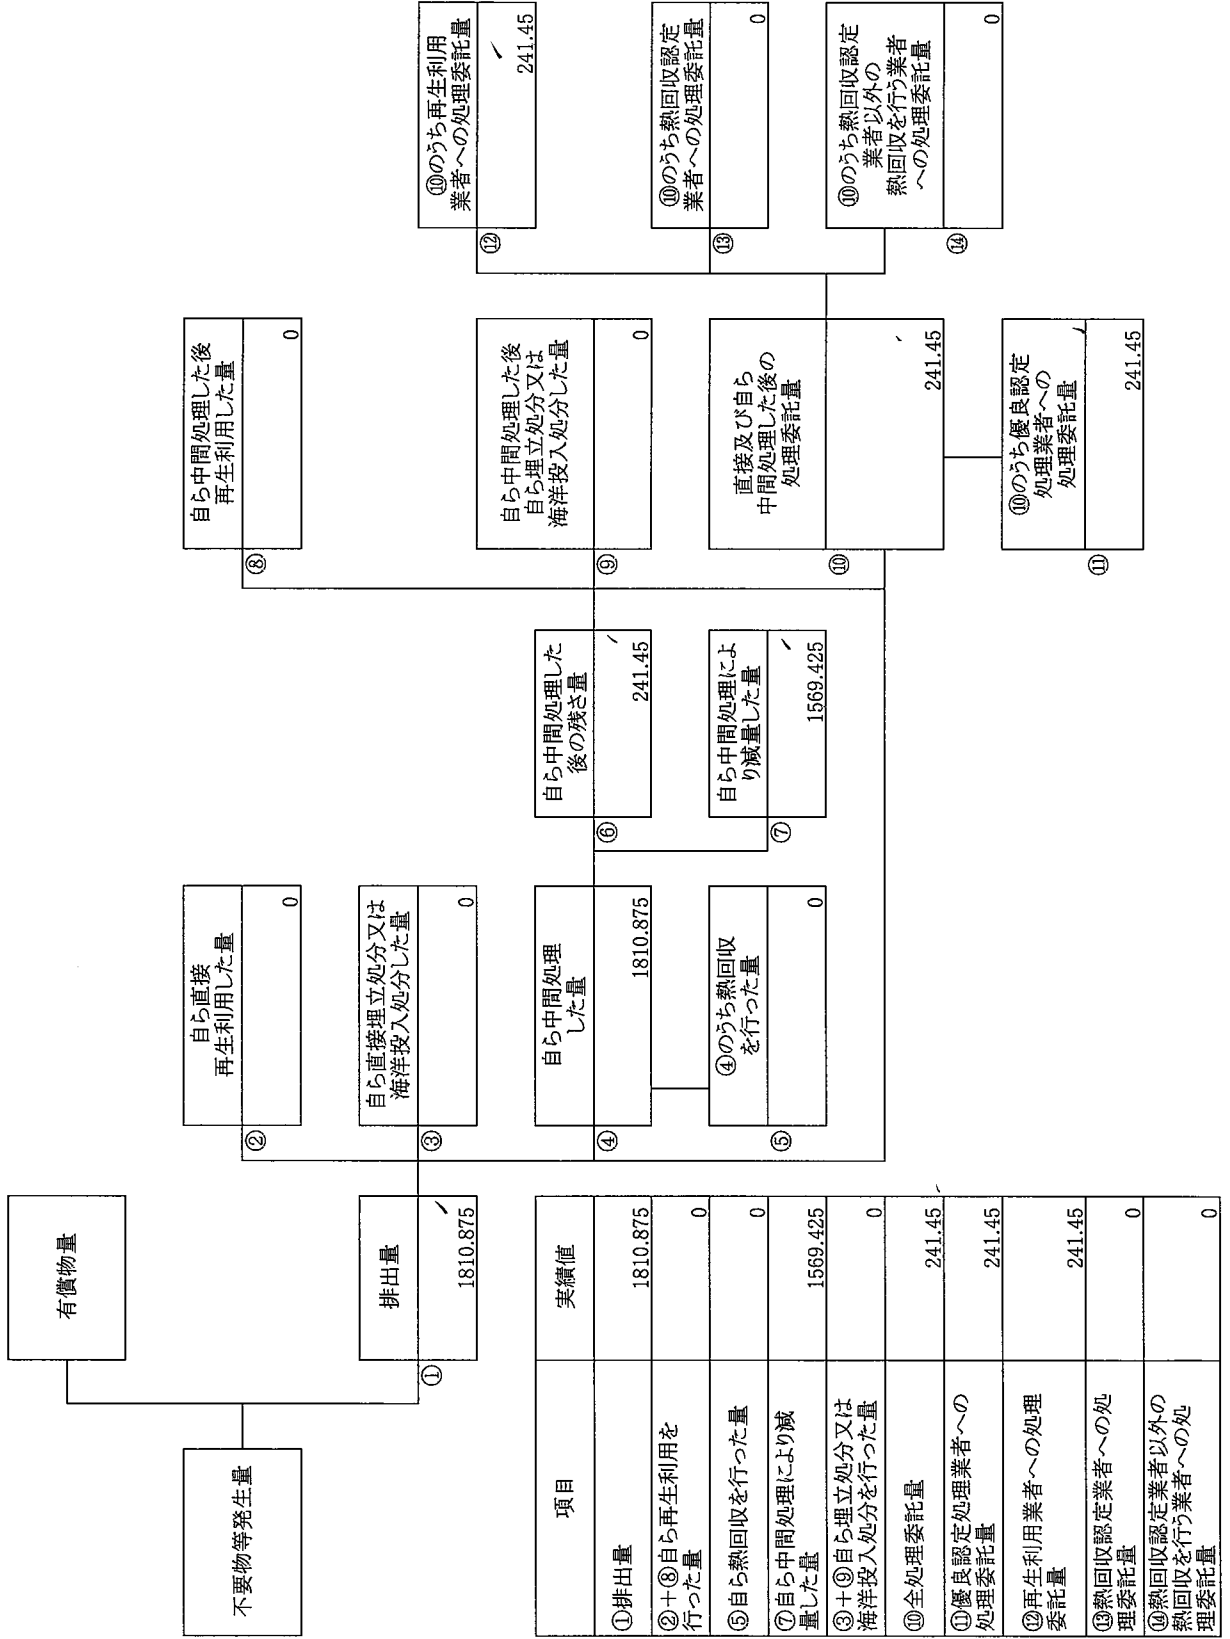 不要物等発生量
有償物量
①
排出量
1810.875
②
自ら直接
再生利用した量
0
③
自ら直接埋立処分又は
海洋投入処分した量
0
④
自ら中間処理
した量
1810.875
⑤
④のうち熱回収
を行った量
0
⑥
自ら中間処理した
後の残さ量
241.45
⑦
自ら中間処理によ
り減量した量
1569.425
⑧
自ら中間処理した後
再生利用した量
0
⑨
自ら中間処理した後
自ら埋立処分又は
海洋投入処分した量
0
⑩
直接及び自ら
中間処理した後の
処理委託量
241.45
⑪
⑩のうち優良認定
処理業者への
処理委託量
241.45
⑫
⑩のうち再生利用
業者への処理委託量
241.45
⑬
⑩のうち熱回収認定
業者への処理委託量
0
⑭
⑩のうち熱回収認定
業者以外の
熱回収を行う業者
への処理委託量
0
項目 実績値
①排出量 1810.875
②+⑧自ら再生利用を
行った量 0
⑤自ら熱回収を行った量 0
⑦自ら中間処理により減
量した量 1569.425
③+⑨自ら埋立処分又は
海洋投入処分を行った量 0
⑩全処理委託量 241.45
⑪優良認定処理業者への
処理委託量 241.45
⑫再生利用業者への処理
委託量 241.45
⑬熱回収認定業者への処
理委託量 0
⑭熱回収認定業者以外の
熱回収を行う業者への処
理委託量 0